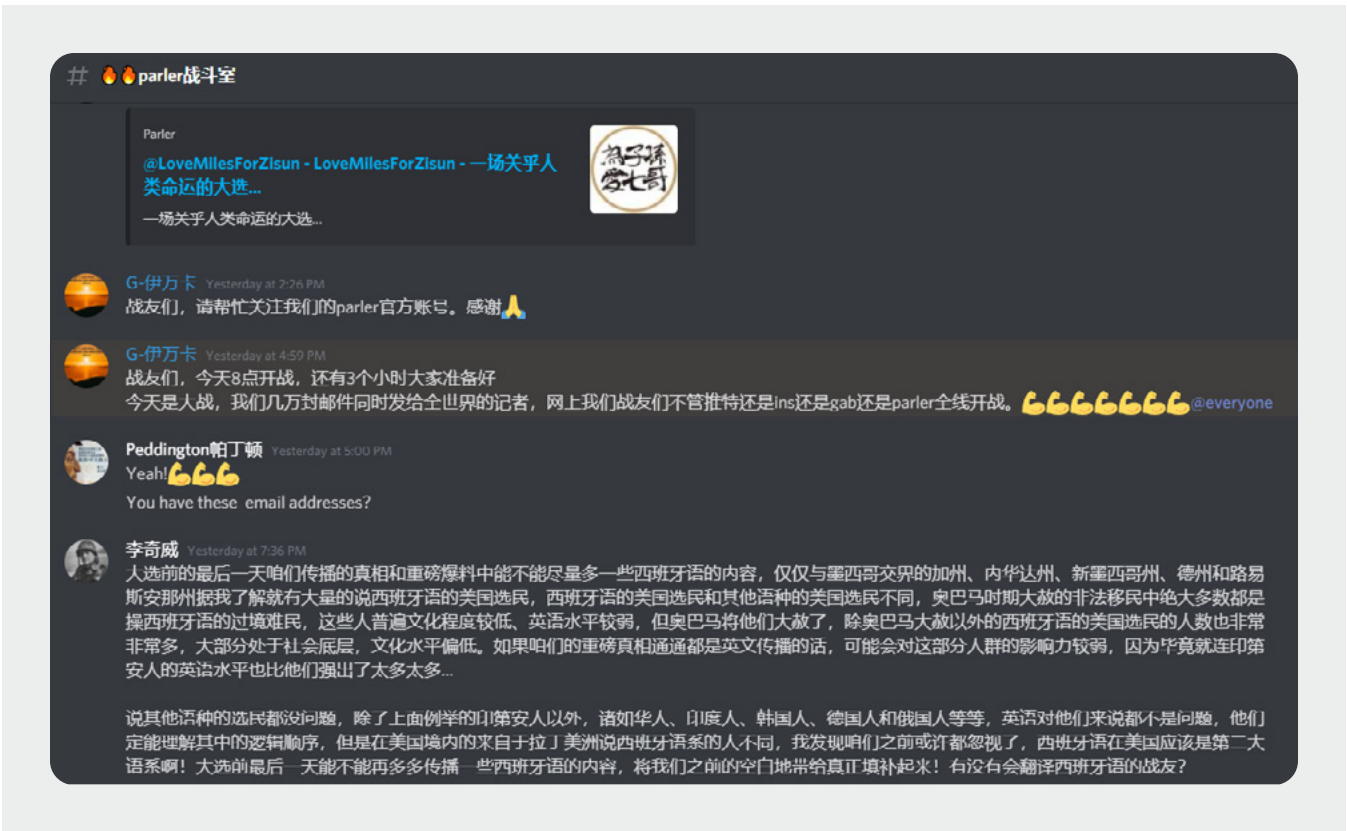 # 🔥🔥parler战斗室
Parler
@LoveMilesForZisun - LoveMilesForZisun - 一场关乎人
类命运的大选...
一场关乎人类命运的大选...
為子孫
愛七哥
G-伊万卡 Yesterday at 2:26 PM
战友们，请帮忙关注我们的parler官方账号。感谢🙏
G-伊万卡 Yesterday at 4:59 PM
战友们，今天8点开战，还有3个小时大家准备好
今天是大战，我们几万封邮件同时发给全世界的记者，网上我们战友们不管推特还是ins还是gab还是parler全线开战。💪💪💪💪💪💪💪@everyone
Peddington帕丁顿 Yesterday at 5:00 PM
Yeah!💪💪💪
You have these email addresses?
李奇威 Yesterday at 7:36 PM
大选前的最后一天咱们传播的真相和重磅爆料中能不能尽量多一些西班牙语的内容，仅仅与墨西哥交界的加州、内华达州、新墨西哥州、德州和路易
斯安那州据我了解就有大量的说西班牙语的美国选民，西班牙语的美国选民和其他语种的美国选民不同，奥巴马时期大赦的非法移民中绝大多数都是
操西班牙语的过境难民，这些人普遍文化程度较低、英语水平较弱，但奥巴马将他们大赦了，除奥巴马大赦以外的西班牙语的美国选民的人数也非常
非常多，大部分处于社会底层，文化水平偏低。如果咱们的重磅真相通通都是英文传播的话，可能会对这部分人群的影响力较弱，因为毕竟就连印第
安人的英语水平也比他们强出了太多太多...
说其他语种的选民都没问题，除了上面例举的印第安人以外，诸如华人、印度人、韩国人、德国人和俄国人等等，英语对他们来说都不是问题，他们
定能理解其中的逻辑顺序，但是在美国境内的来自于拉丁美洲说西班牙语系的人不同，我发现咱们之前或许都忽视了，西班牙语在美国应该是第二大
语系啊！大选前最后一天能不能再多多传播一些西班牙语的内容，将我们之前的空白地带给真正填补起来！有没有会翻译西班牙语的战友？